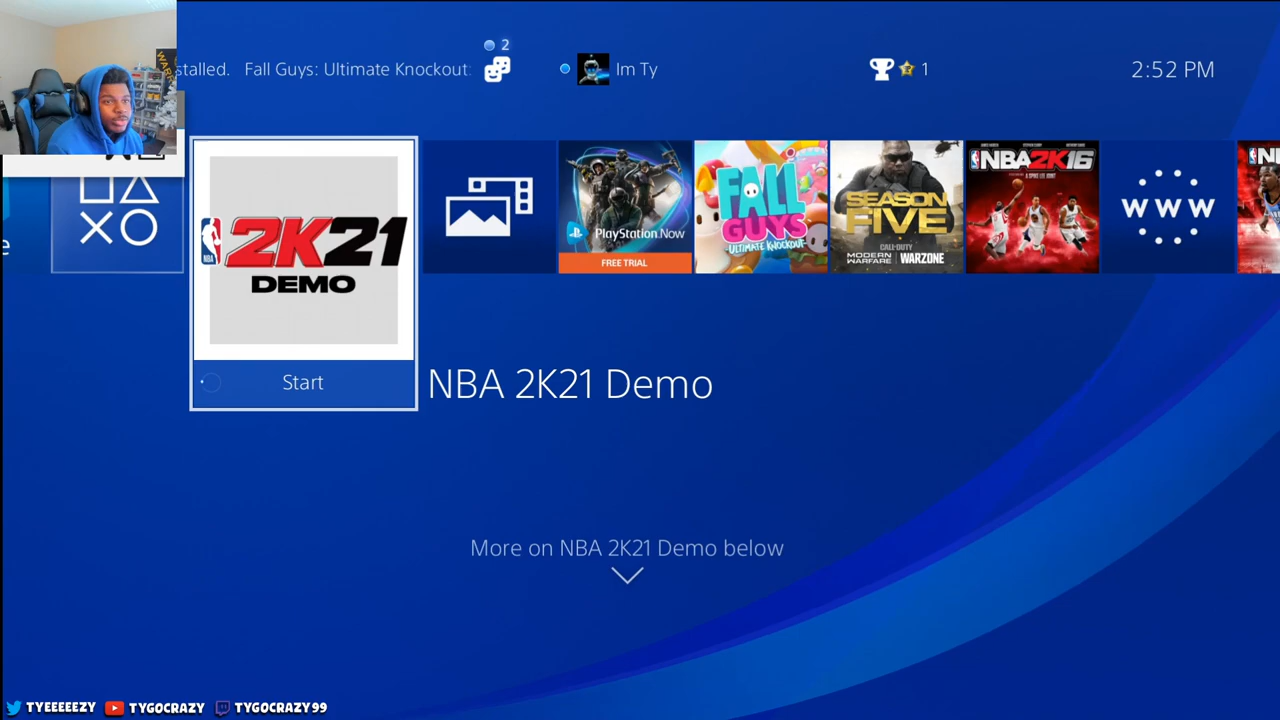 stalled. Fall Guys: Ultimate Knockout:
2
Im Ty
1
2:52 PM
e
NBA
2K21
DEMO
PlayStation Now
FREE TRIAL
FALL
GUYS
ULTIMATE KNOCKOUT
SEASON
FIVE
CALL OF DUTY
MODERN
WARFARE
WARZONE
NBA2K16
WWW
Start
NBA 2K21 Demo
More on NBA 2K21 Demo below
TYEEEEEZY
TYGOCRAZY
TYGOCRAZY99